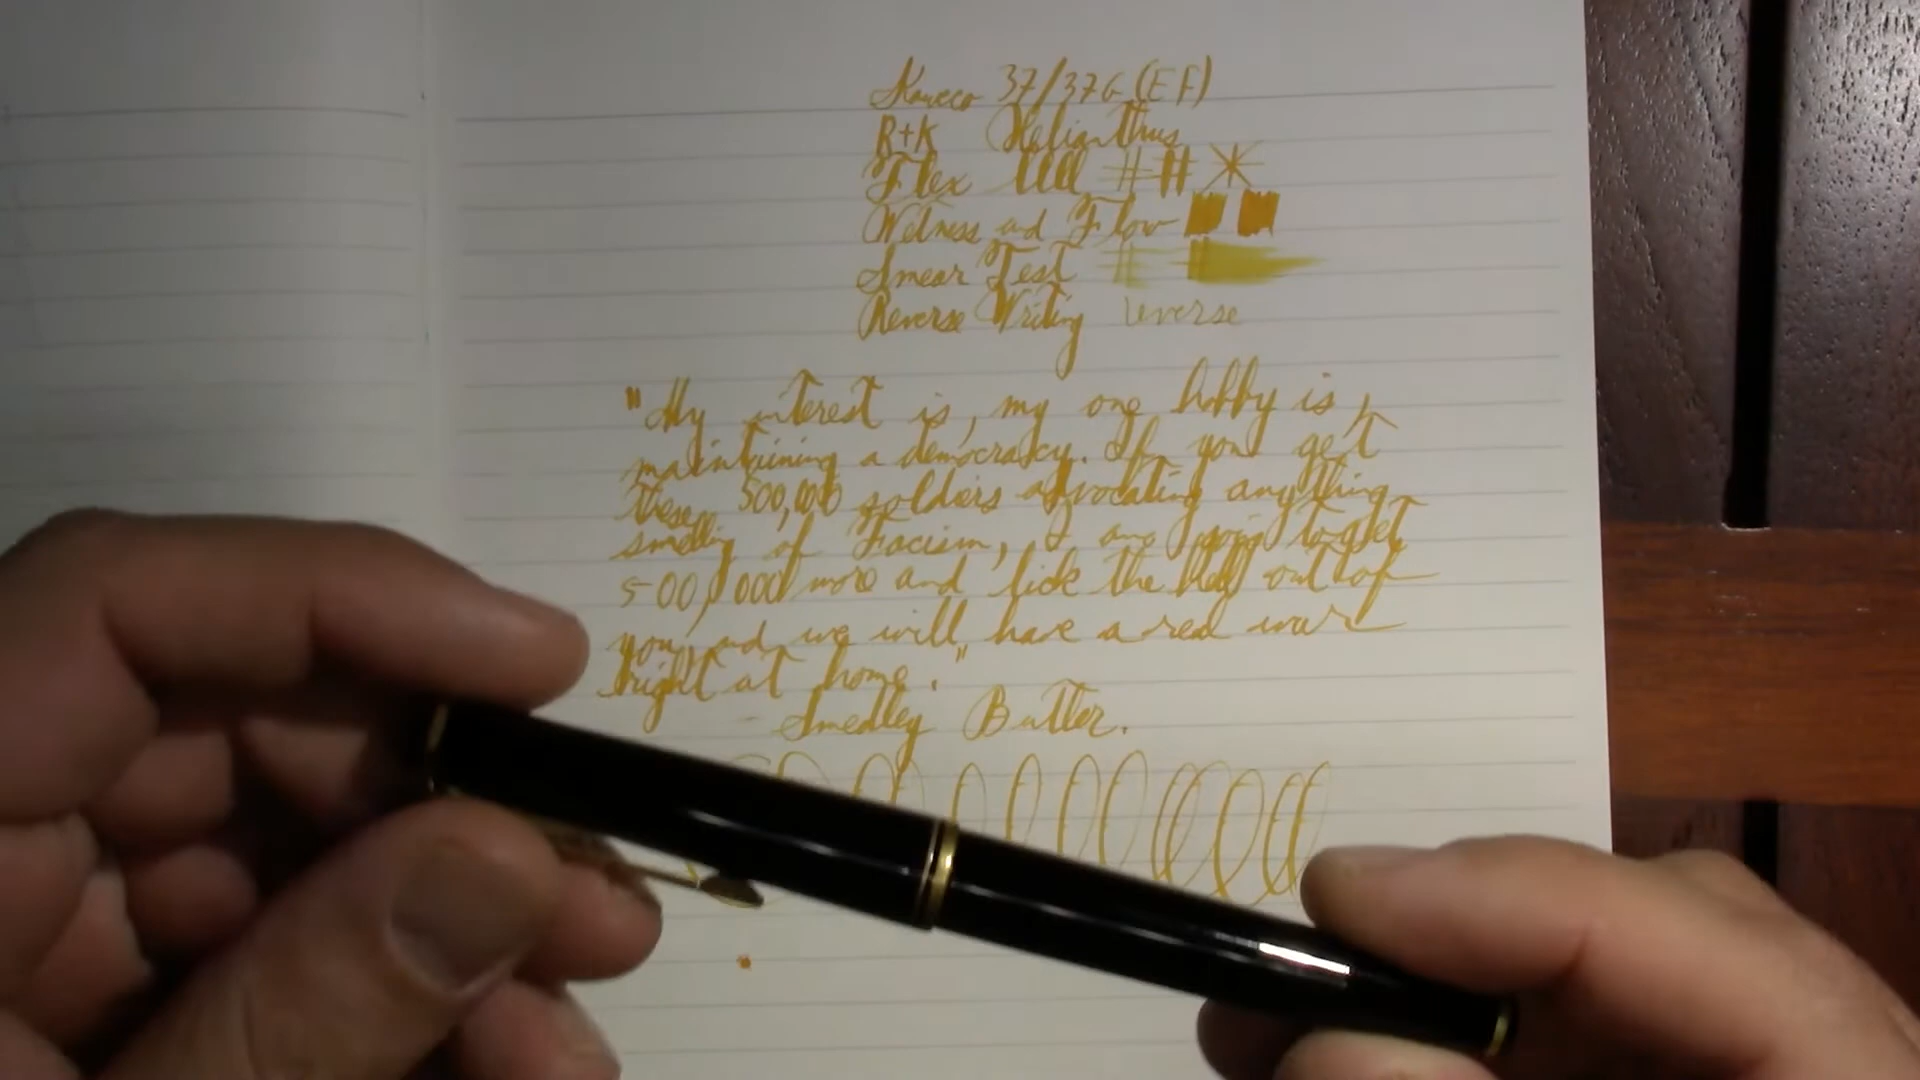 Kaweco 37/37G (EF)
R+K Helianthus
Flex llll # # *
Wetness and Flow
Smear Test
Reverse Writing reverse
"My interest is, my one hobby is,
maintaining a democracy. If you get
these 500,000 soldiers advocating anything
smelling of Facism, I am going to get
500,000 more and lick the hell out of
you, and we will have a real war
right at home."
- Smedley Butler.